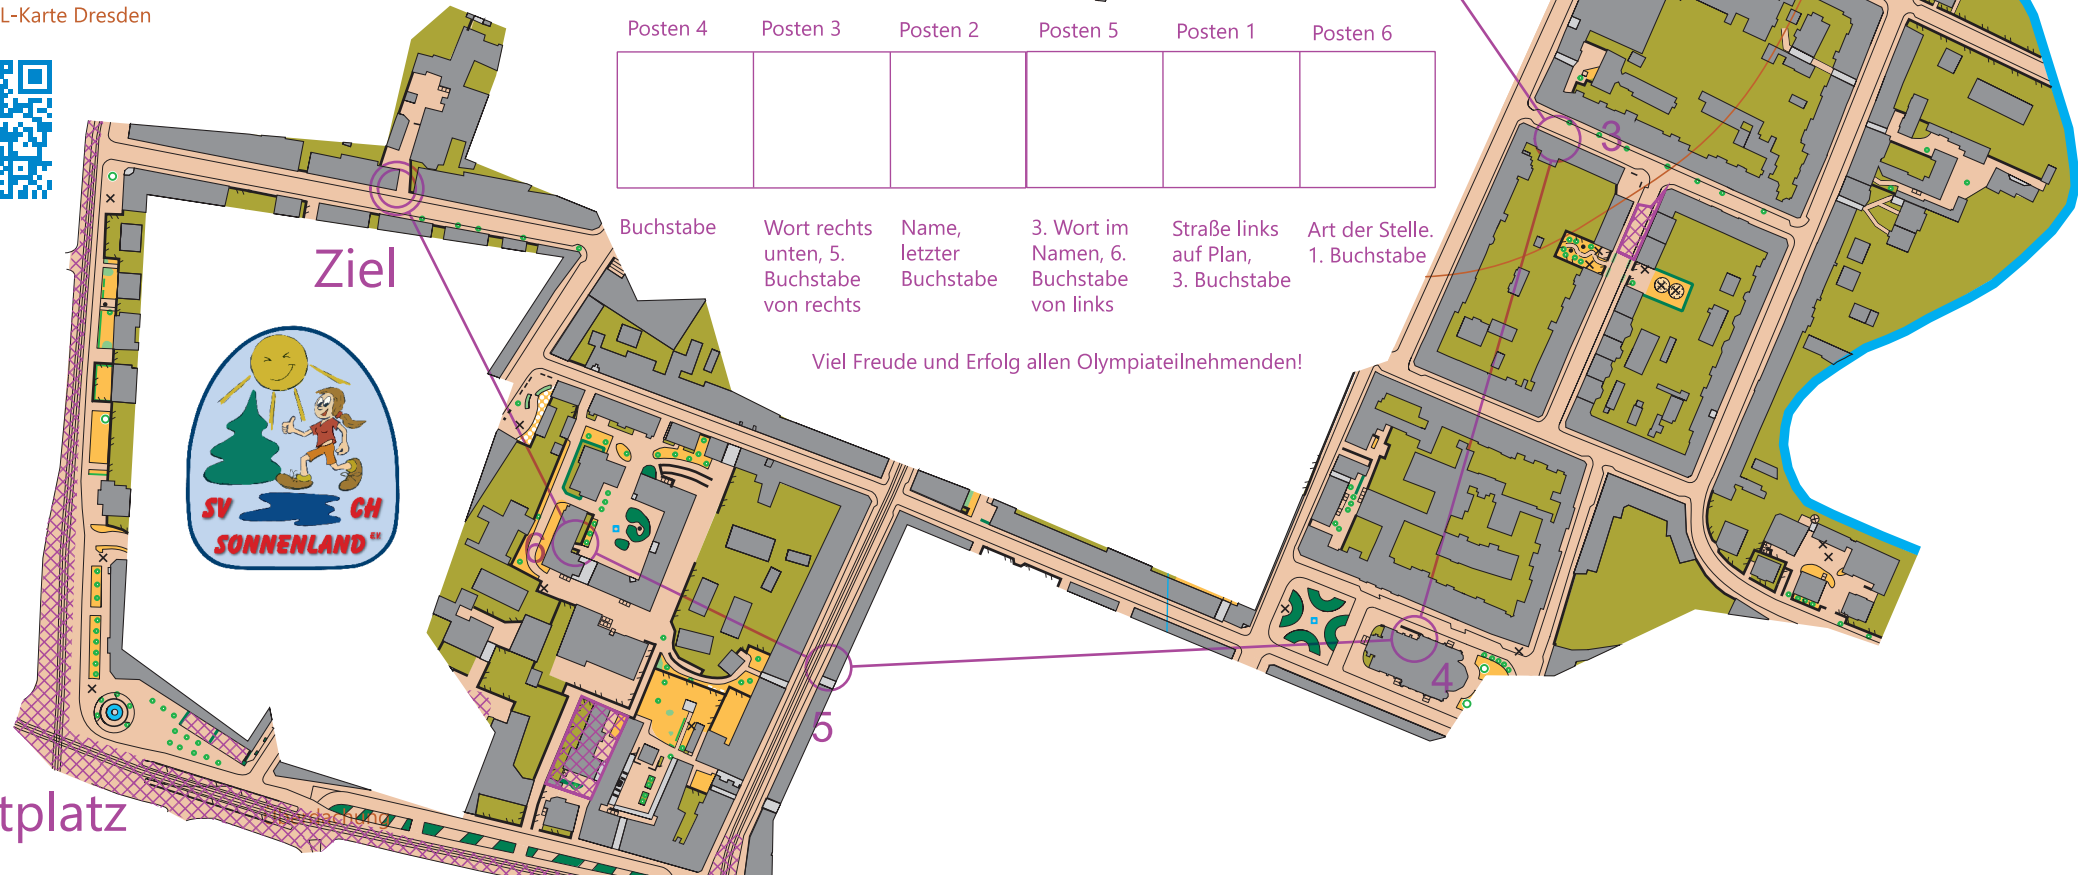 L-Karte Dresden
Posten 4
Posten 3
Posten 2
Posten 5
Posten 1
Posten 6
Buchstabe
Wort rechts
unten, 5.
Buchstabe
von rechts
Name,
letzter
Buchstabe
3. Wort im
Namen, 6.
Buchstabe
von links
Straße links
auf Plan,
3. Buchstabe
Art der Stelle.
1. Buchstabe
Viel Freude und Erfolg allen Olympiateilnehmenden!
3
Ziel
SV CH
SONNENLAND EV
6
4
5
tplatz
Überdachung